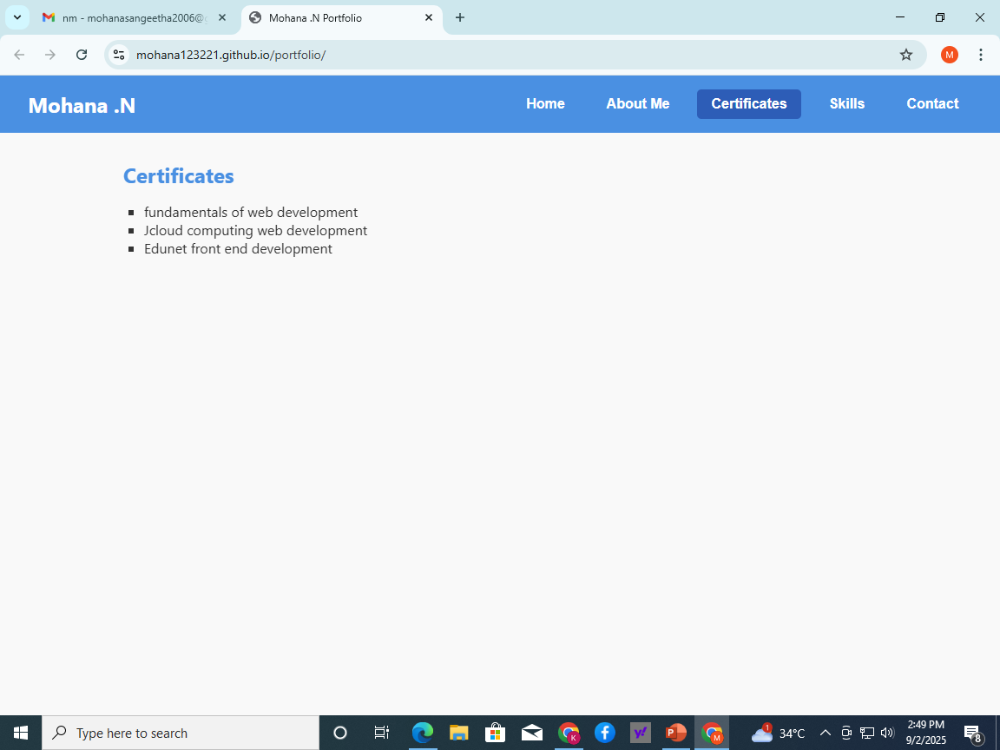 nm - mohanasangeetha2006@
Mohana .N Portfolio
mohana123221.github.io/portfolio/
M
Mohana .N
Home
About Me
Certificates
Skills
Contact
Certificates
fundamentals of web development
Jcloud computing web development
Edunet front end development
Type here to search
K
y!
P
M
1
34°C
2:49 PM
9/2/2025
8